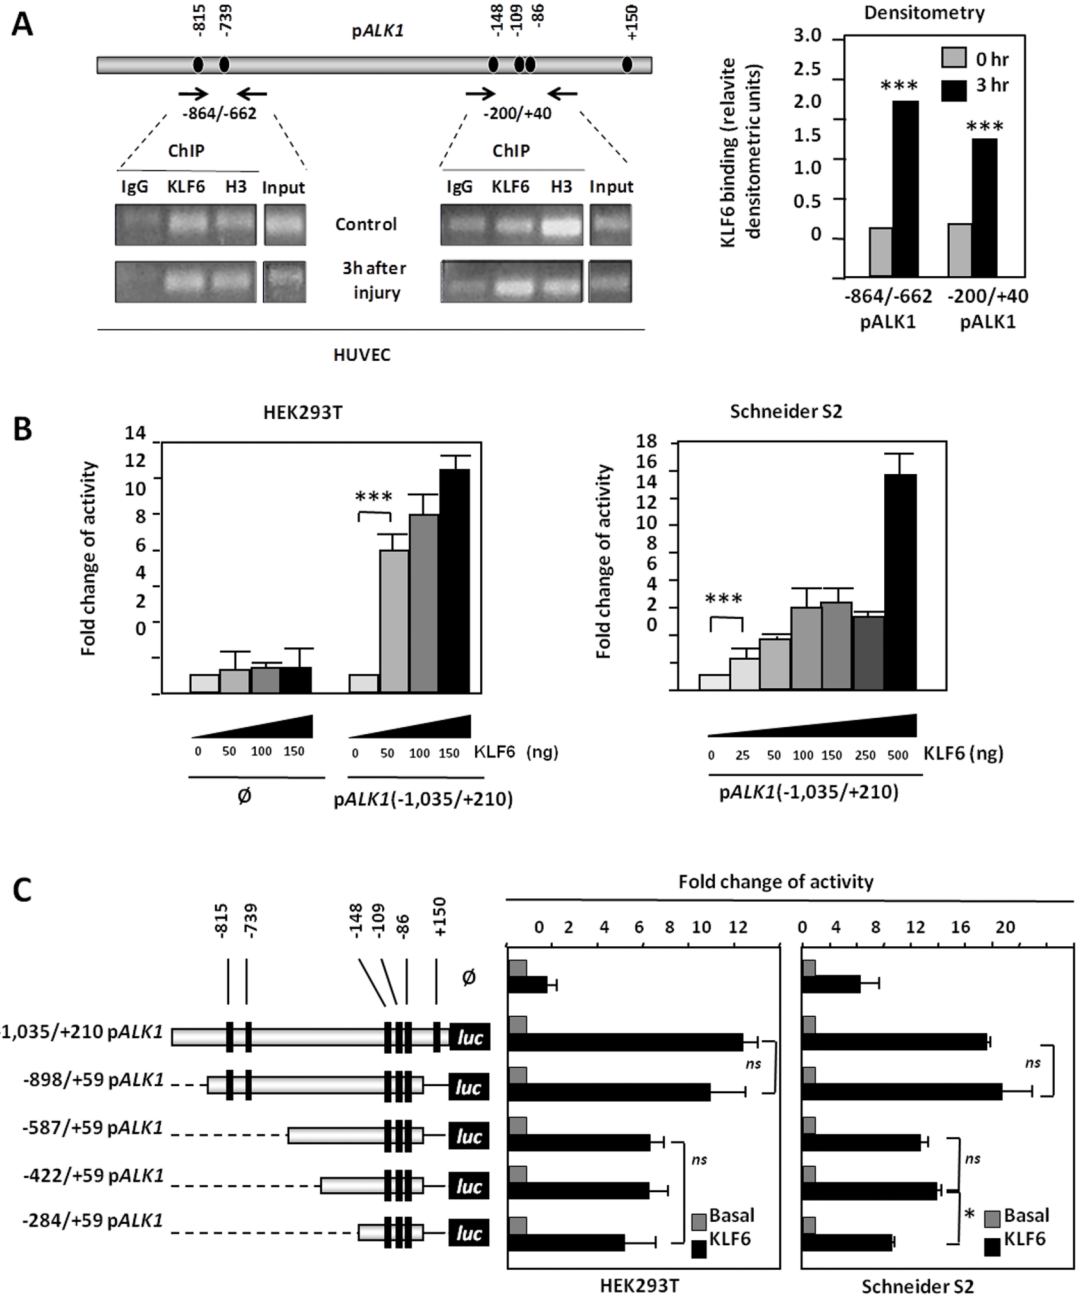 A
-815
-739
pALK1
-148
-109
-86
+150
-864/-662
-200/+40
ChIP
ChIP
IgG KLF6 H3 Input
IgG KLF6 H3 Input
Control
3h after
injury
HUVEC
Densitometry
KLF6 binding (relavite
densitometric units)
3.0
2.5
2.0
1.5
1.0
0.5
0
0 hr
3 hr
***
***
-864/-662
pALK1
-200/+40
pALK1
B
HEK293T
Fold change of activity
14
12
10
8
6
4
2
0
***
0 50 100 150
0 50 100 150
KLF6 (ng)
Ø
pALK1(-1,035/+210)
Schneider S2
Fold change of activity
18
16
14
12
10
8
6
4
2
0
***
0 25 50 100 150 250 500
KLF6 (ng)
pALK1(-1,035/+210)
C
-815
-739
-148
-109
-86
+150
Ø
-1,035/+210 pALK1
luc
-898/+59 pALK1
luc
-587/+59 pALK1
luc
-422/+59 pALK1
luc
-284/+59 pALK1
luc
Fold change of activity
0 2 4 6 8 10 12
ns
ns
Basal
KLF6
HEK293T
0 4 8 12 16 20
ns
ns
*
Basal
KLF6
Schneider S2